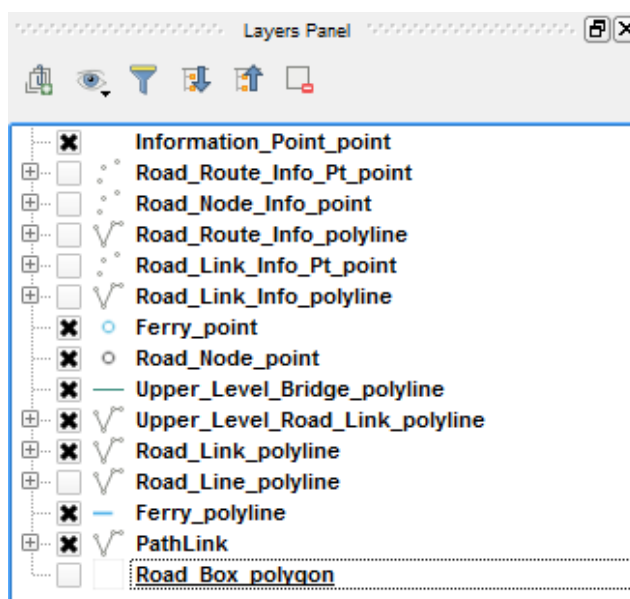 Layers Panel
Information_Point_point
Road_Route_Info_Pt_point
Road_Node_Info_point
Road_Route_Info_polyline
Road_Link_Info_Pt_point
Road_Link_Info_polyline
Ferry_point
Road_Node_point
Upper_Level_Bridge_polyline
Upper_Level_Road_Link_polyline
Road_Link_polyline
Road_Line_polyline
Ferry_polyline
PathLink
Road_Box_polygon